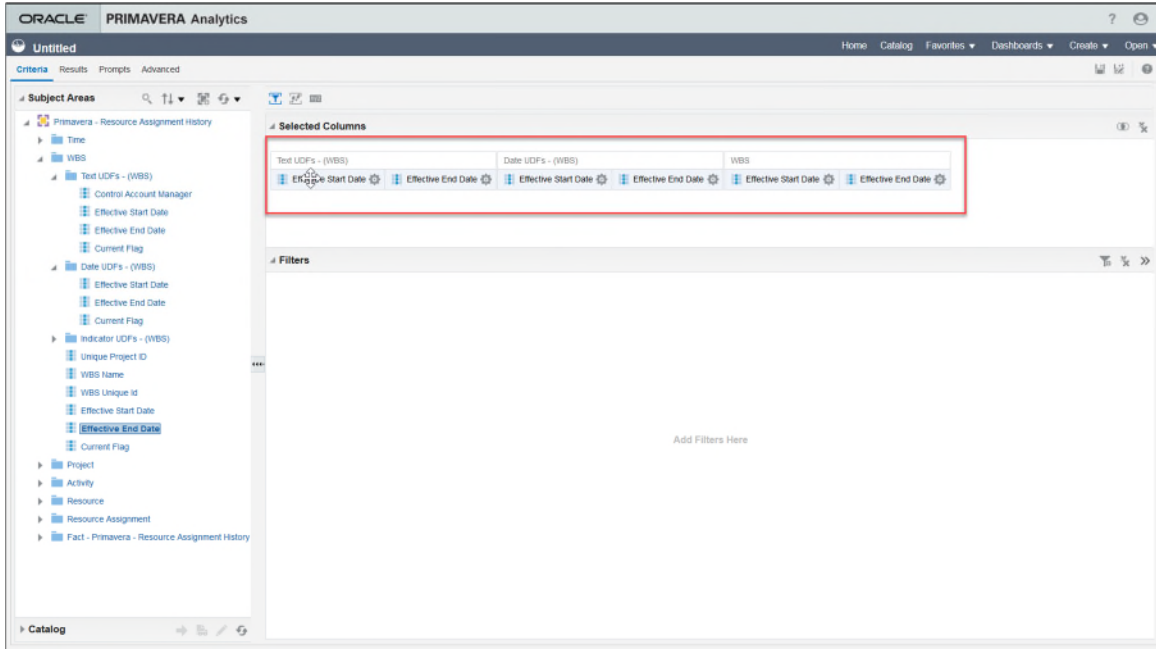 ORACLE PRIMAVERA Analytics
?
Untitled
Home Catalog Favorites Dashboards Create Open
Criteria Results Prompts Advanced
Subject Areas
Primavera - Resource Assignment History
Time
WBS
Text UDFs - (WBS)
Control Account Manager
Effective Start Date
Effective End Date
Current Flag
Date UDFs - (WBS)
Effective Start Date
Effective End Date
Current Flag
Indicator UDFs - (WBS)
Unique Project ID
WBS Name
WBS Unique Id
Effective Start Date
Effective End Date
Current Flag
Project
Activity
Resource
Resource Assignment
Fact - Primavera - Resource Assignment History
Catalog
Selected Columns
Text UDFs - (WBS) Date UDFs - (WBS) WBS
Effective Start Date Effective End Date Effective Start Date Effective End Date Effective Start Date Effective End Date
Filters
Add Filters Here